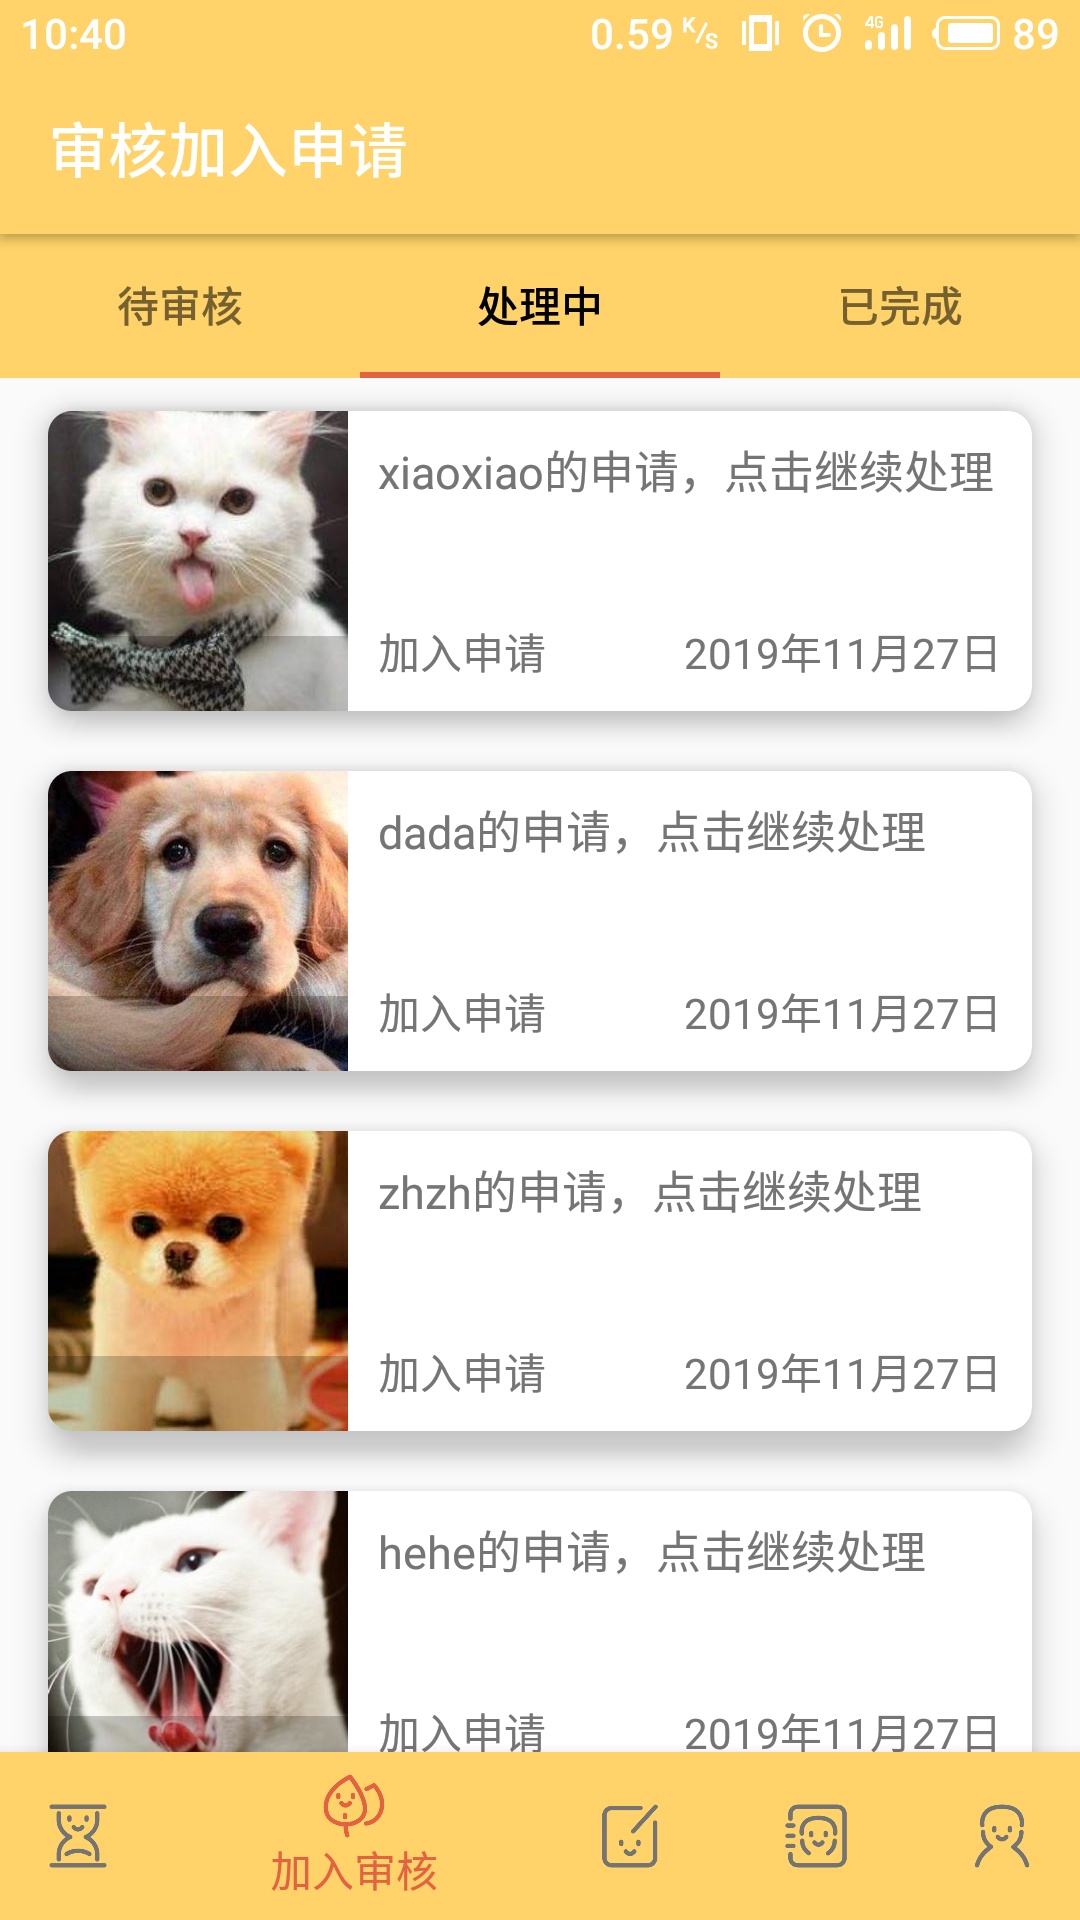 10:40 0.59 K/s 4G 89
审核加入申请
待审核 处理中 已完成
xiaoxiao的申请，点击继续处理
加入申请 2019年11月27日
dada的申请，点击继续处理
加入申请 2019年11月27日
zhzh的申请，点击继续处理
加入申请 2019年11月27日
hehe的申请，点击继续处理
加入申请 2019年11月27日
加入审核